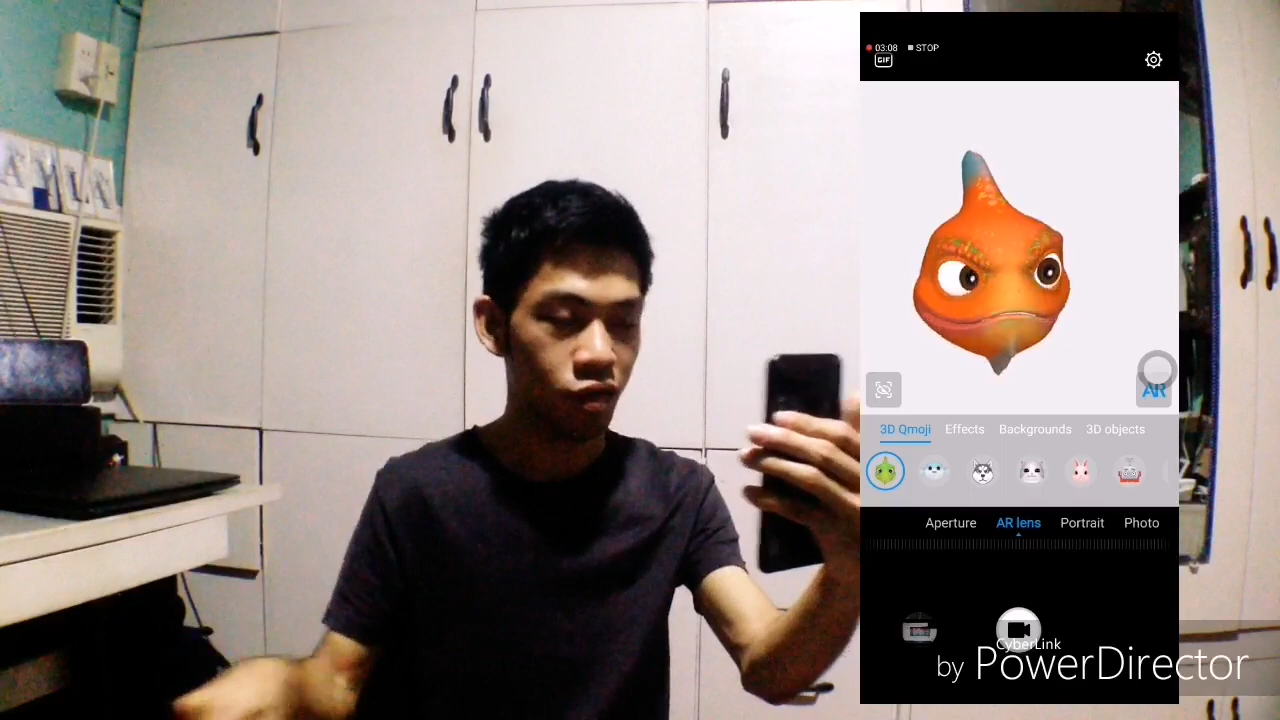 03:08 STOP
GIF
AR
3D Qmoji Effects Backgrounds 3D objects
Aperture AR lens Portrait Photo
CyberLink
by PowerDirector